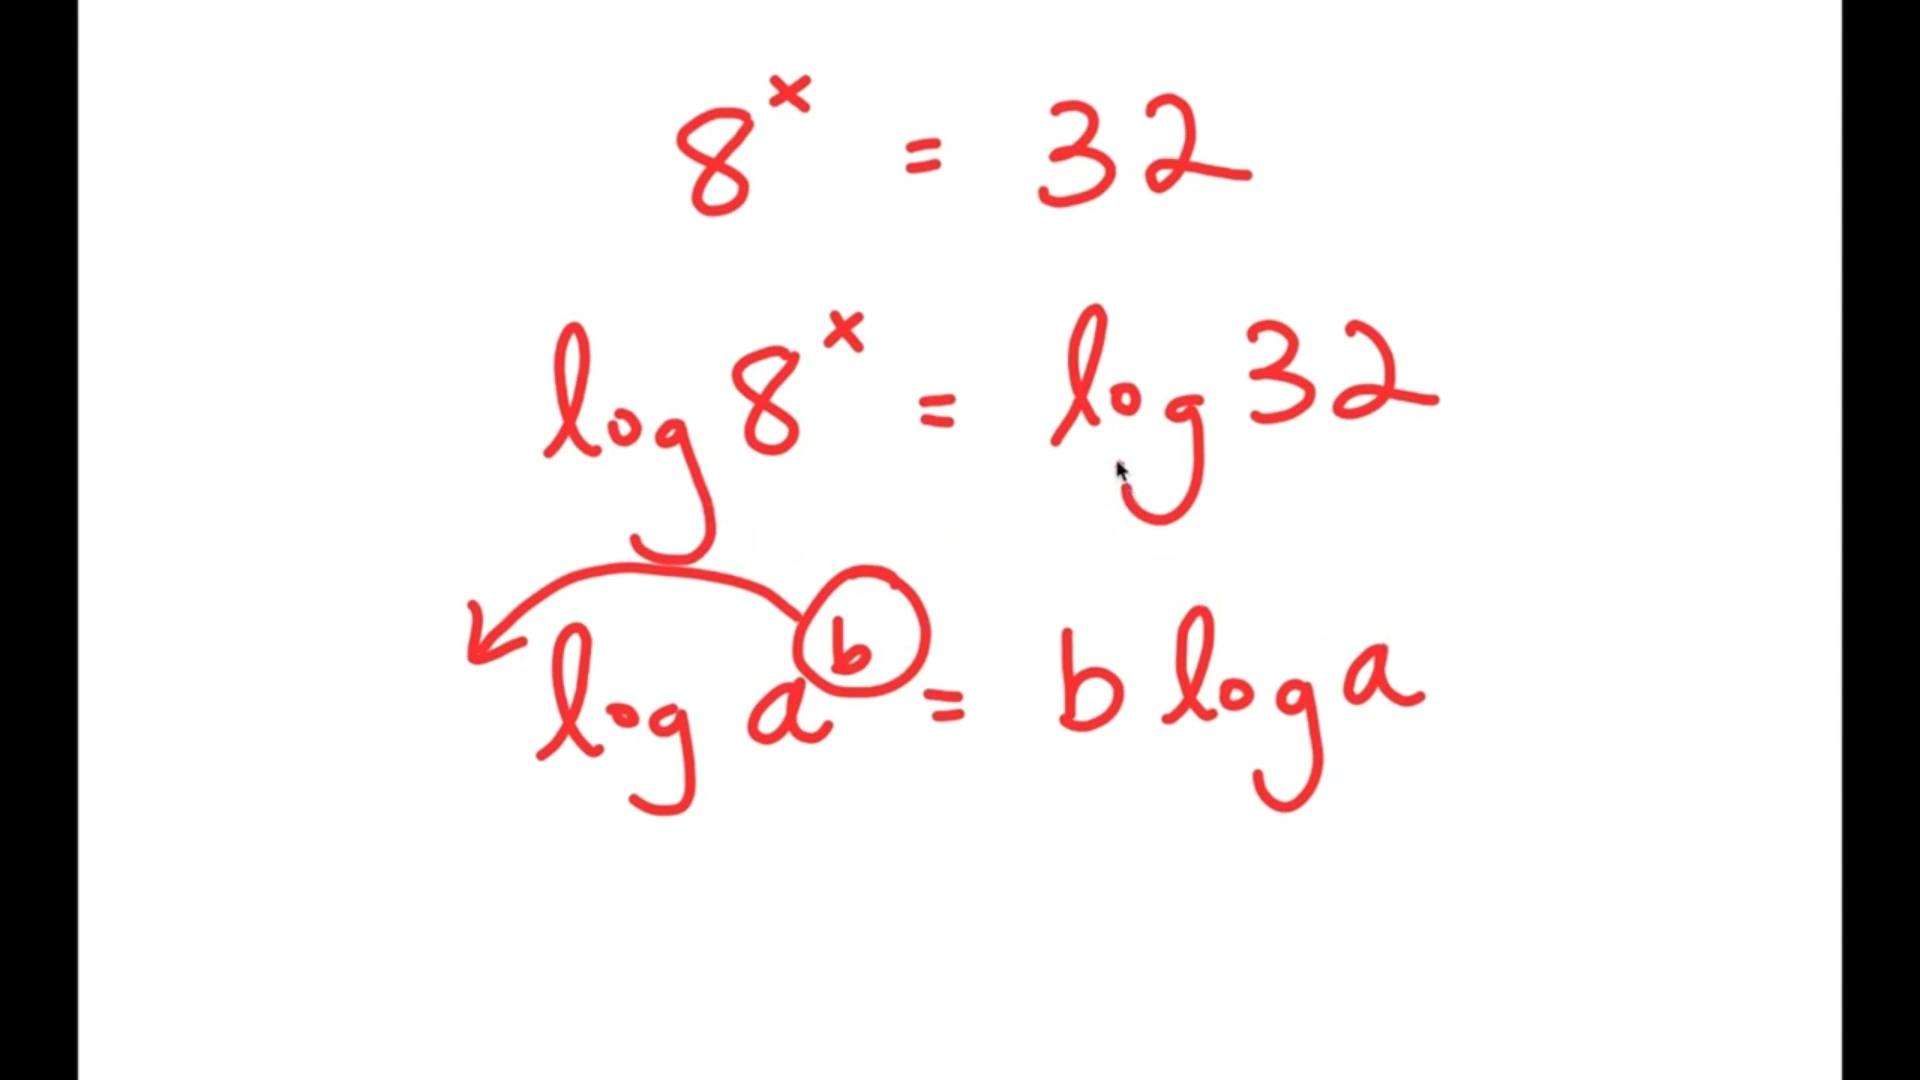 8^x = 32
log 8^x = log 32
log a^b = b log a